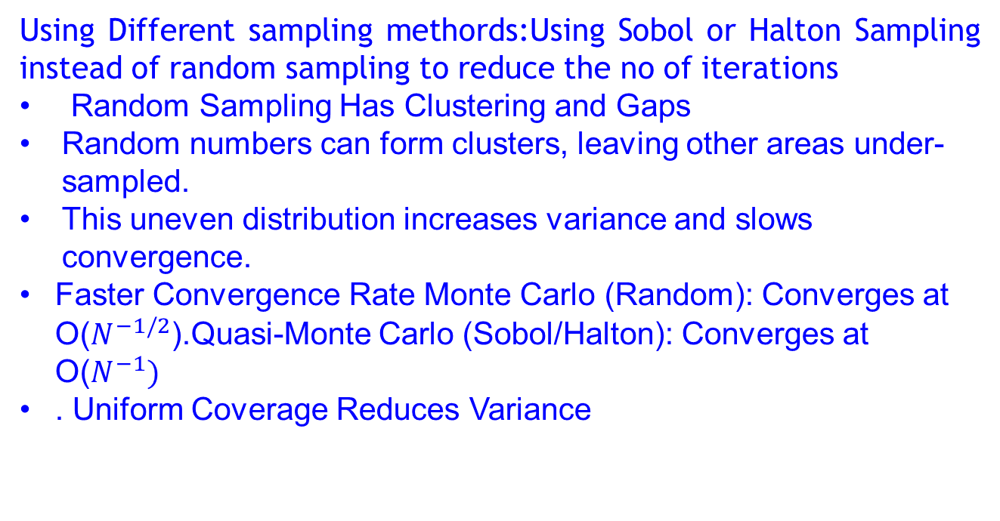 Using Different sampling methords:Using Sobol or Halton Sampling
instead of random sampling to reduce the no of iterations
• Random Sampling Has Clustering and Gaps
• Random numbers can form clusters, leaving other areas under-
sampled.
• This uneven distribution increases variance and slows
convergence.
• Faster Convergence Rate Monte Carlo (Random): Converges at
O(𝑁^{−1/2}).Quasi-Monte Carlo (Sobol/Halton): Converges at
O(𝑁^{−1})
• . Uniform Coverage Reduces Variance